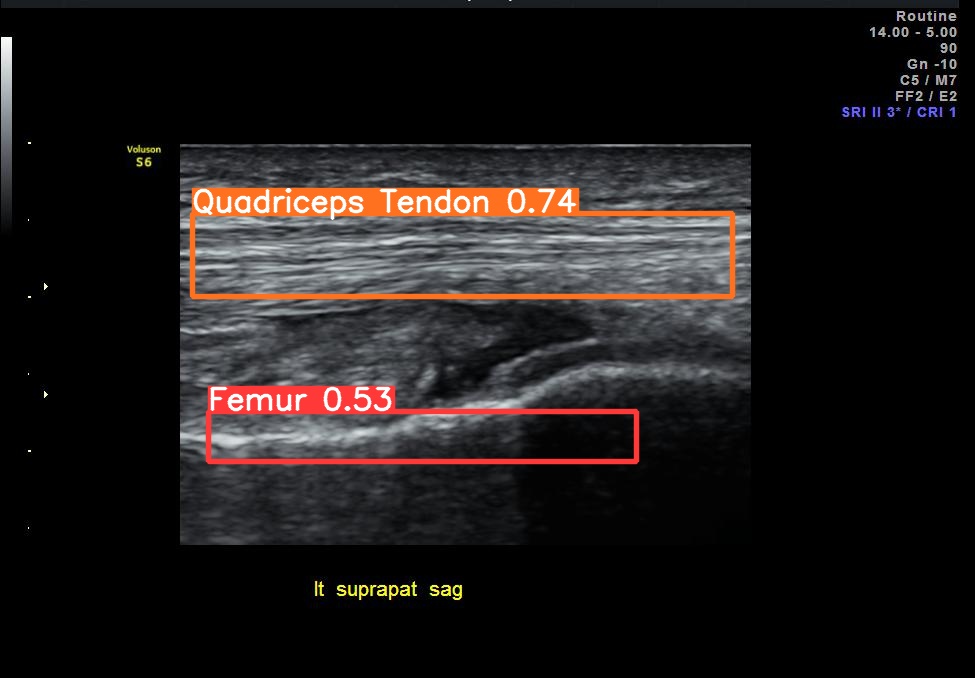 Routine
14.00 - 5.00
90
Gn -10
C5 / M7
FF2 / E2
SRI II 3* / CRI 1
Voluson
S6
Quadriceps Tendon 0.74
Femur 0.53
lt suprapat sag